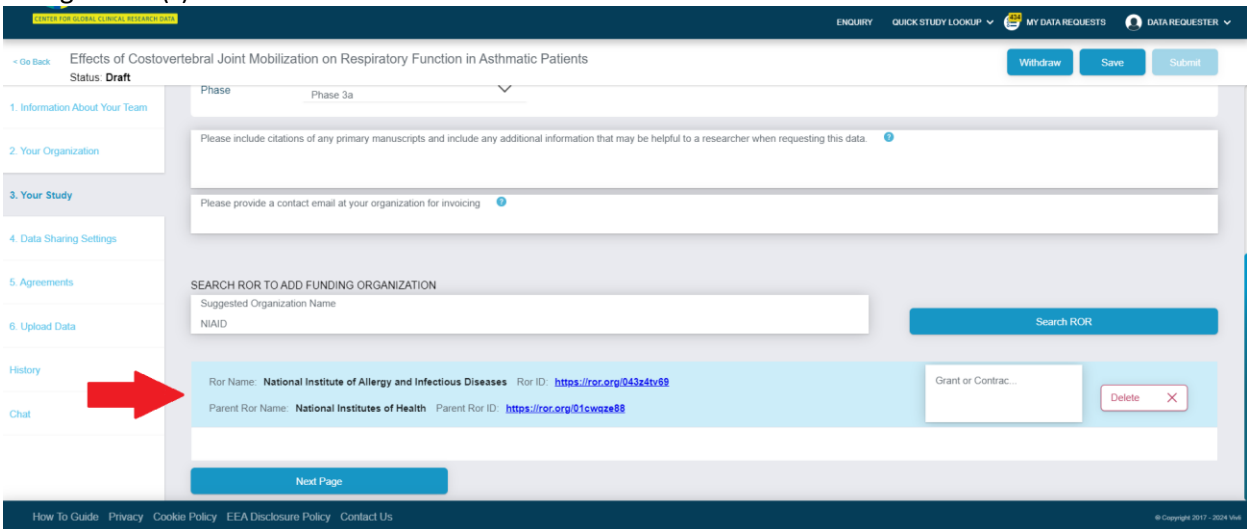 CENTER FOR GLOBAL CLINICAL RESEARCH DATA
ENQUIRY QUICK STUDY LOOKUP 434 MY DATA REQUESTS DATA REQUESTER
< Go Back Effects of Costovertebral Joint Mobilization on Respiratory Function in Asthmatic Patients
Status: Draft
Withdraw Save Submit
1. Information About Your Team
2. Your Organization
3. Your Study
4. Data Sharing Settings
5. Agreements
6. Upload Data
History
Chat
Phase Phase 3a
Please include citations of any primary manuscripts and include any additional information that may be helpful to a researcher when requesting this data. ?
Please provide a contact email at your organization for invoicing ?
SEARCH ROR TO ADD FUNDING ORGANIZATION
Suggested Organization Name
NIAID
Search ROR
Ror Name: National Institute of Allergy and Infectious Diseases Ror ID: https://ror.org/043z4tv69
Parent Ror Name: National Institutes of Health Parent Ror ID: https://ror.org/01cwqze88
Grant or Contrac...
Delete X
Next Page
How To Guide Privacy Cookie Policy EEA Disclosure Policy Contact Us
© Copyright 2017 - 2024 Vivli